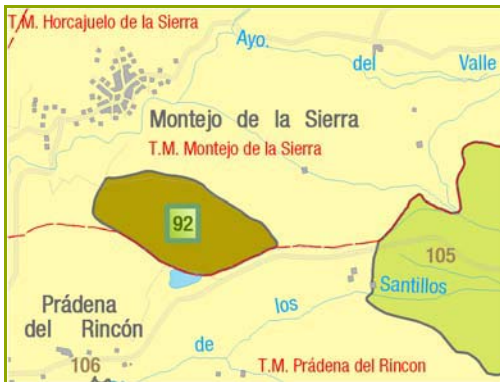 T.M. Horcajuelo de la Sierra
Ayo. del Valle
Montejo de la Sierra
T.M. Montejo de la Sierra
92
105
Santillos
los
de
Prádena
del Rincón
106
T.M. Prádena del Rincon